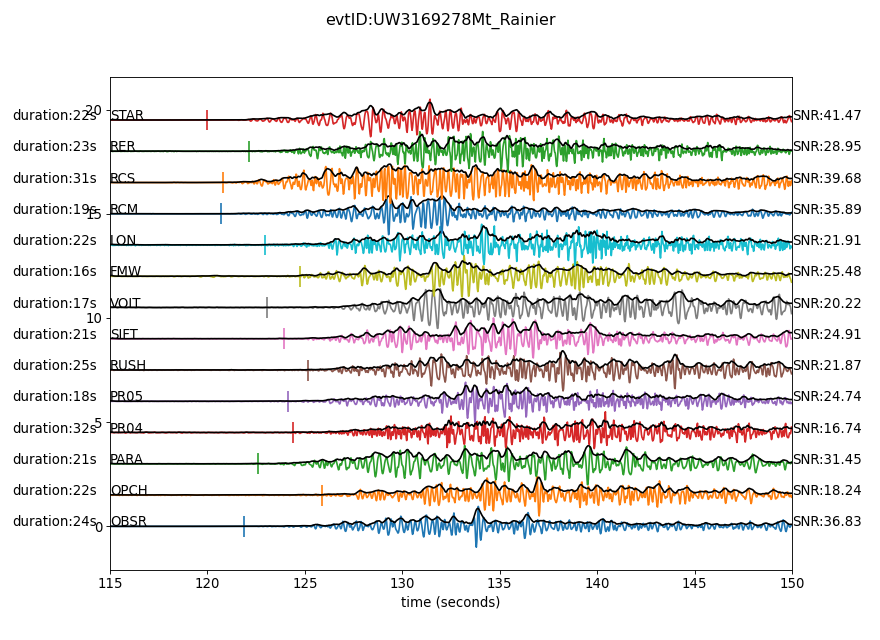 evtID:UW3169278Mt_Rainier
20
duration:22s STAR SNR:41.47
duration:23s RER SNR:28.95
duration:31s RCS SNR:39.68
duration:19s RCM SNR:35.89
15
duration:22s LON SNR:21.91
duration:16s FMW SNR:25.48
duration:17s VOIT SNR:20.22
10
duration:21s SIFT SNR:24.91
duration:25s RUSH SNR:21.87
duration:18s PR05 SNR:24.74
5
duration:32s PR04 SNR:16.74
duration:21s PARA SNR:31.45
duration:22s OPCH SNR:18.24
duration:24s OBSR SNR:36.83
0
115 120 125 130 135 140 145 150
time (seconds)